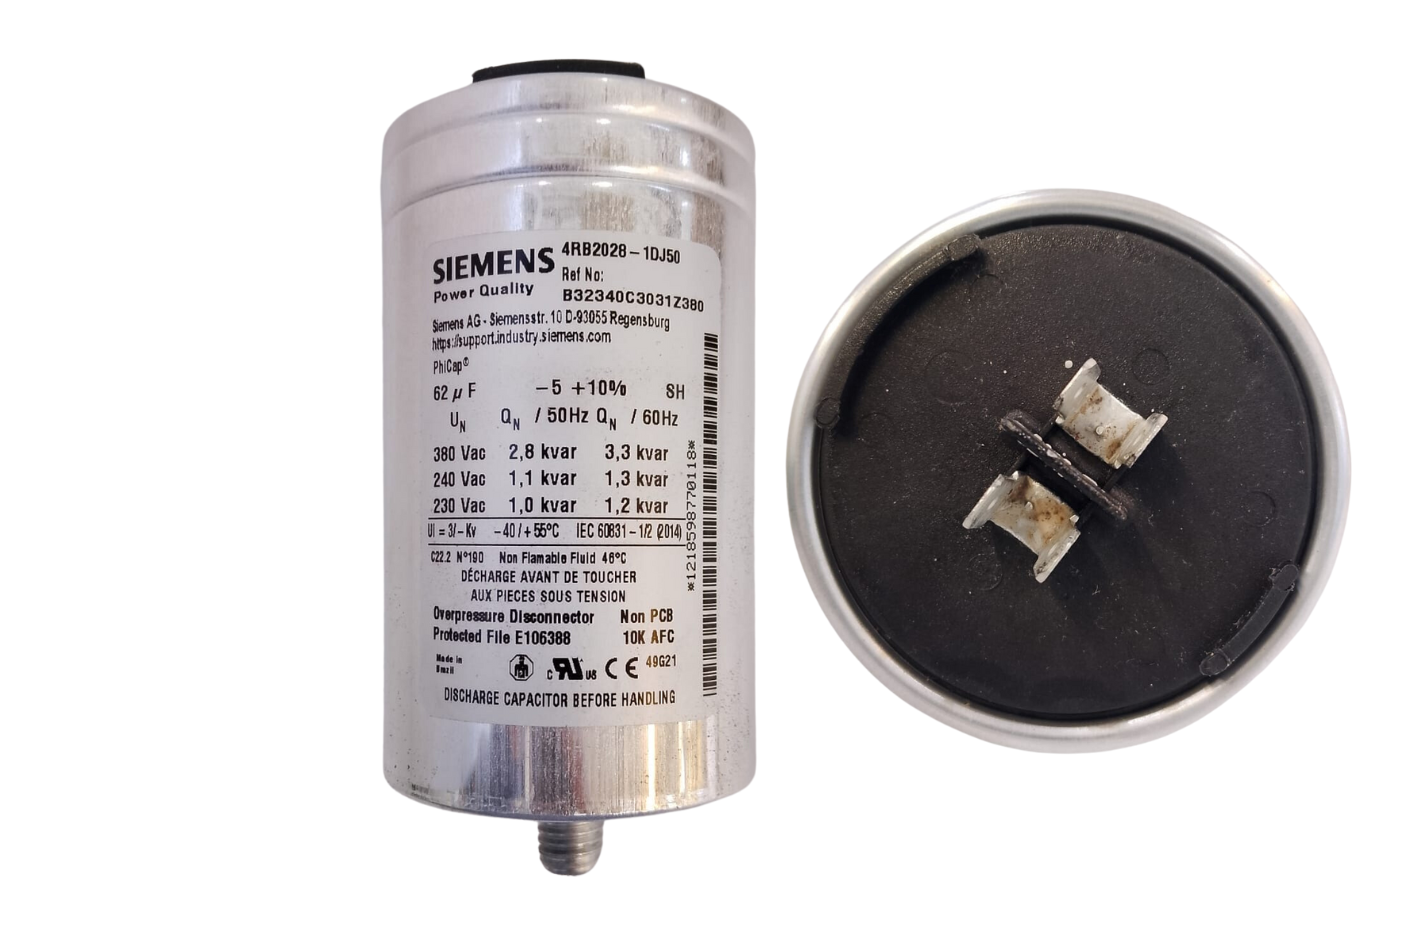 SIEMENS 4RB2028-1DJ50
Power Quality Ref No:
B32340C3031Z380
Siemens AG - Siemensstr. 10 D-93055 Regensburg
https://support.industry.siemens.com
PhiCap®
62 µF -5 +10% SH
UN QN / 50Hz QN / 60Hz
380 Vac 2,8 kvar 3,3 kvar
240 Vac 1,1 kvar 1,3 kvar
230 Vac 1,0 kvar 1,2 kvar
UI = 3/- Kv -40/+55°C IEC 60831-1/2 (2014)
C22.2 N°190 Non Flamable Fluid 46°C
DÉCHARGE AVANT DE TOUCHER
AUX PIECES SOUS TENSION
Overpressure Disconnector Non PCB
Protected File E106388 10K AFC
Made in
Brazil
c RU us CE 49G21
DISCHARGE CAPACITOR BEFORE HANDLING
*1218598770118*